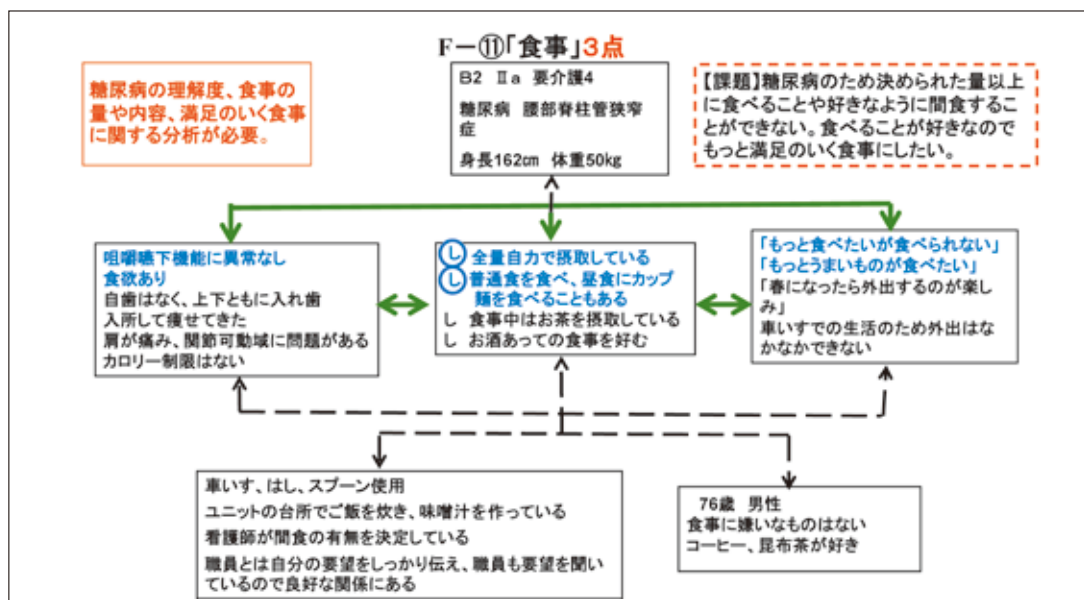 F－⑪「食事」3点
糖尿病の理解度、食事の
量や内容、満足のいく食事
に関する分析が必要。
B2 Ⅱa 要介護4
糖尿病 腰部脊柱管狭窄
症
身長162㎝ 体重50kg
【課題】糖尿病のため決められた量以上
に食べることや好きなように間食するこ
とができない。食べることが好きなので
もっと満足のいく食事にしたい。
咀嚼嚥下機能に異常なし
食欲あり
自歯はなく、上下ともに入れ歯
入所して痩せてきた
肩が痛み、関節可動域に問題がある
カロリー制限はない
し 全量自力で摂取している
し 普通食を食べ、昼食にカップ
麺を食べることもある
し 食事中はお茶を摂取している
し お酒あっての食事を好む
「もっと食べたいが食べられない」
「もっとうまいものが食べたい」
「春になったら外出するのが楽し
み」
車いすでの生活のため外出はな
かなかできない
車いす、はし、スプーン使用
ユニットの台所でご飯を炊き、味噌汁を作っている
看護師が間食の有無を決定している
職員とは自分の要望をしっかり伝え、職員も要望を聞い
ているので良好な関係にある
76歳 男性
食事に嫌いなものはない
コーヒー、昆布茶が好き